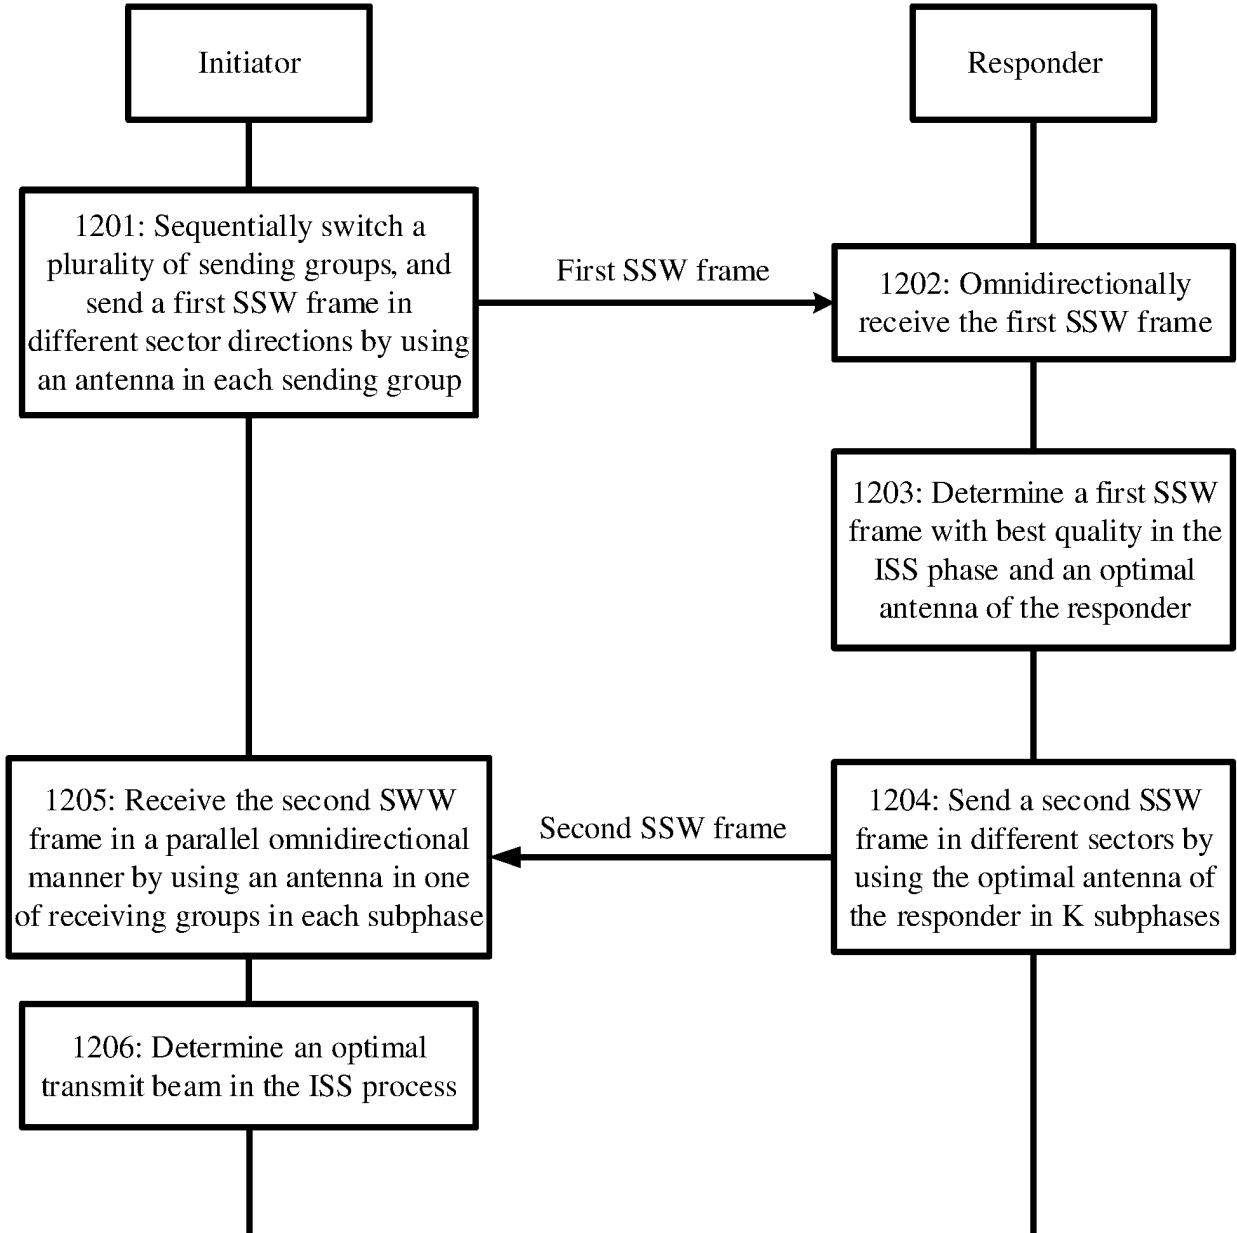 Initiator
Responder
1201: Sequentially switch a
plurality of sending groups, and
send a first SSW frame in
different sector directions by using
an antenna in each sending group
First SSW frame
1202: Omnidirectionally
receive the first SSW frame
1203: Determine a first SSW
frame with best quality in the
ISS phase and an optimal
antenna of the responder
1204: Send a second SSW
frame in different sectors by
using the optimal antenna of
the responder in K subphases
Second SSW frame
1205: Receive the second SWW
frame in a parallel omnidirectional
manner by using an antenna in one
of receiving groups in each subphase
1206: Determine an optimal
transmit beam in the ISS process